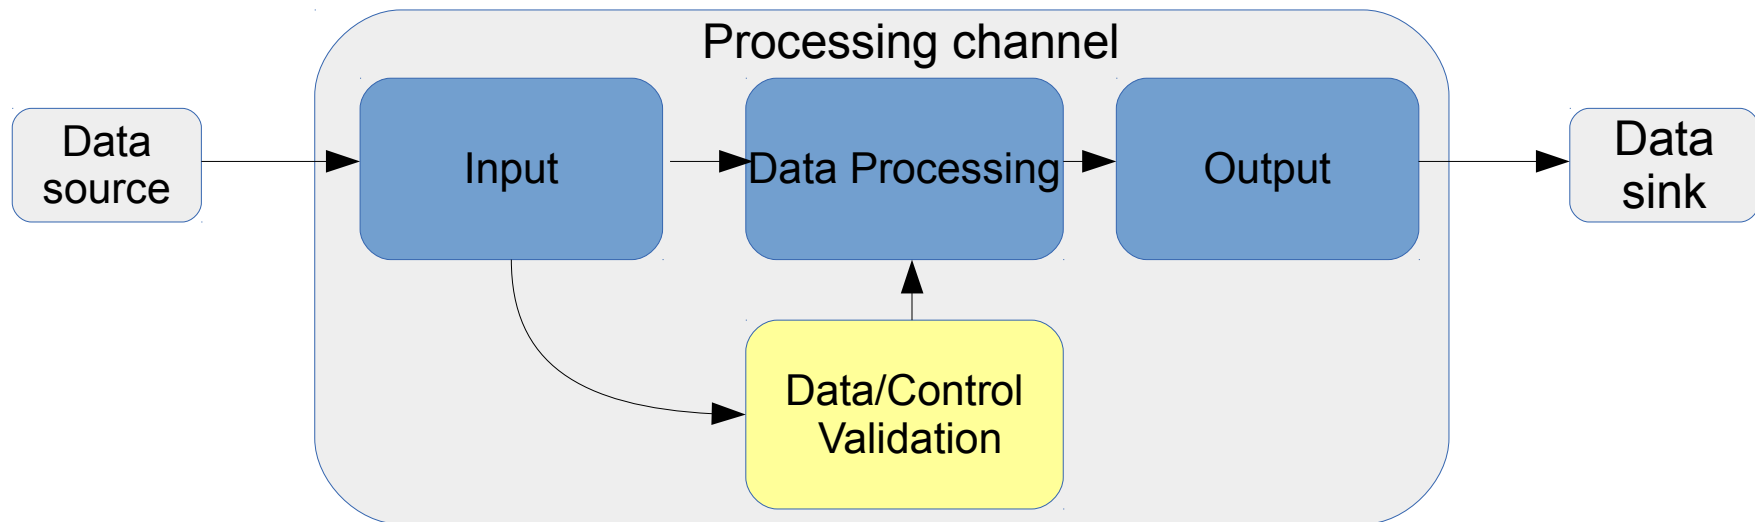 Processing channel
Data
source
Input
Data Processing
Output
Data
sink
Data/Control
Validation